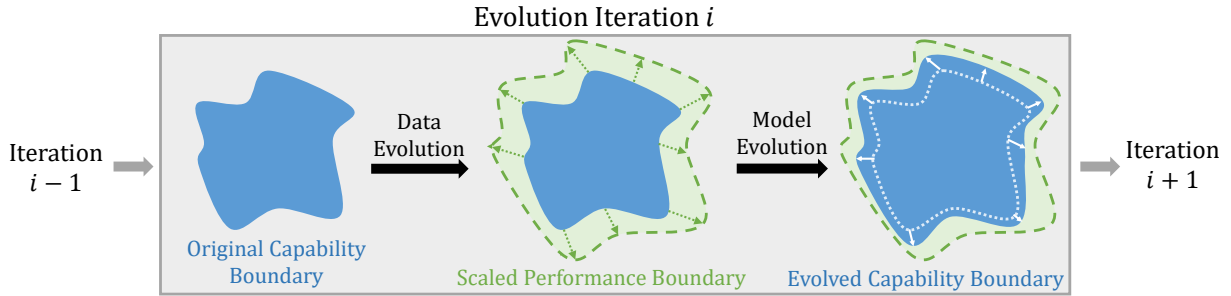 Evolution Iteration i
Iteration
i − 1
Data
Evolution
Model
Evolution
Iteration
i + 1
Original Capability
Boundary
Scaled Performance Boundary
Evolved Capability Boundary